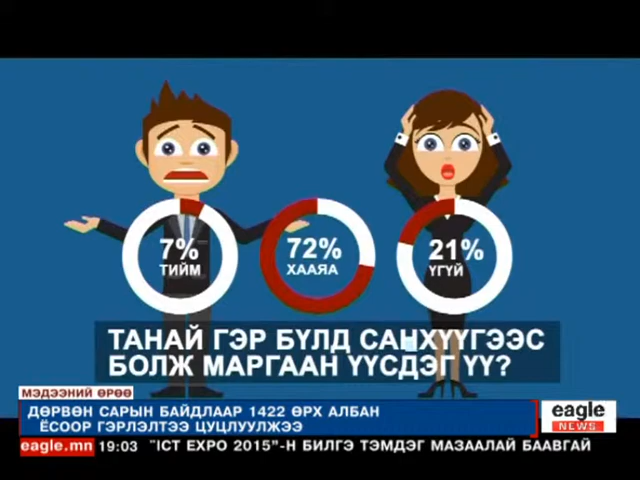 7%
ТИЙМ
72%
ХААЯА
21%
ҮГҮЙ
ТАНАЙ ГЭР БҮЛД САНХҮҮГЭЭС
БОЛЖ МАРГААН ҮҮСДЭГ ҮҮ?
МЭДЭЭНИЙ ӨРӨӨ
ДӨРВӨН САРЫН БАЙДЛААР 1422 ӨРХ АЛБАН
ЁСООР ГЭРЛЭЛТЭЭ ЦУЦЛУУЛЖЭЭ
eagle
NEWS
eagle.mn 19:03 "ICT EXPO 2015"-Н БИЛГЭ ТЭМДЭГ МАЗААЛАЙ БААВГАЙ